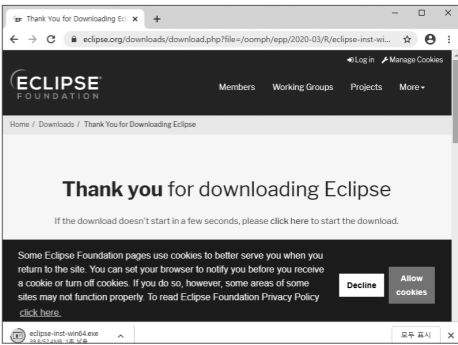 Thank You for Downloading Ecl
eclipse.org/downloads/download.php?file=/oomph/epp/2020-03/R/eclipse-inst-wi...
Log in Manage Cookies
ECLIPSE
FOUNDATION
Members Working Groups Projects More
Home / Downloads / Thank You for Downloading Eclipse
Thank you for downloading Eclipse
If the download doesn't start in a few seconds, please click here to start the download.
Some Eclipse Foundation pages use cookies to better serve you when you
return to the site. You can set your browser to notify you before you receive
a cookie or turn off cookies. If you do so, however, some areas of some
sites may not function properly. To read Eclipse Foundation Privacy Policy
click here.
Decline
Allow
cookies
eclipse-inst-win64.exe
모두 표시